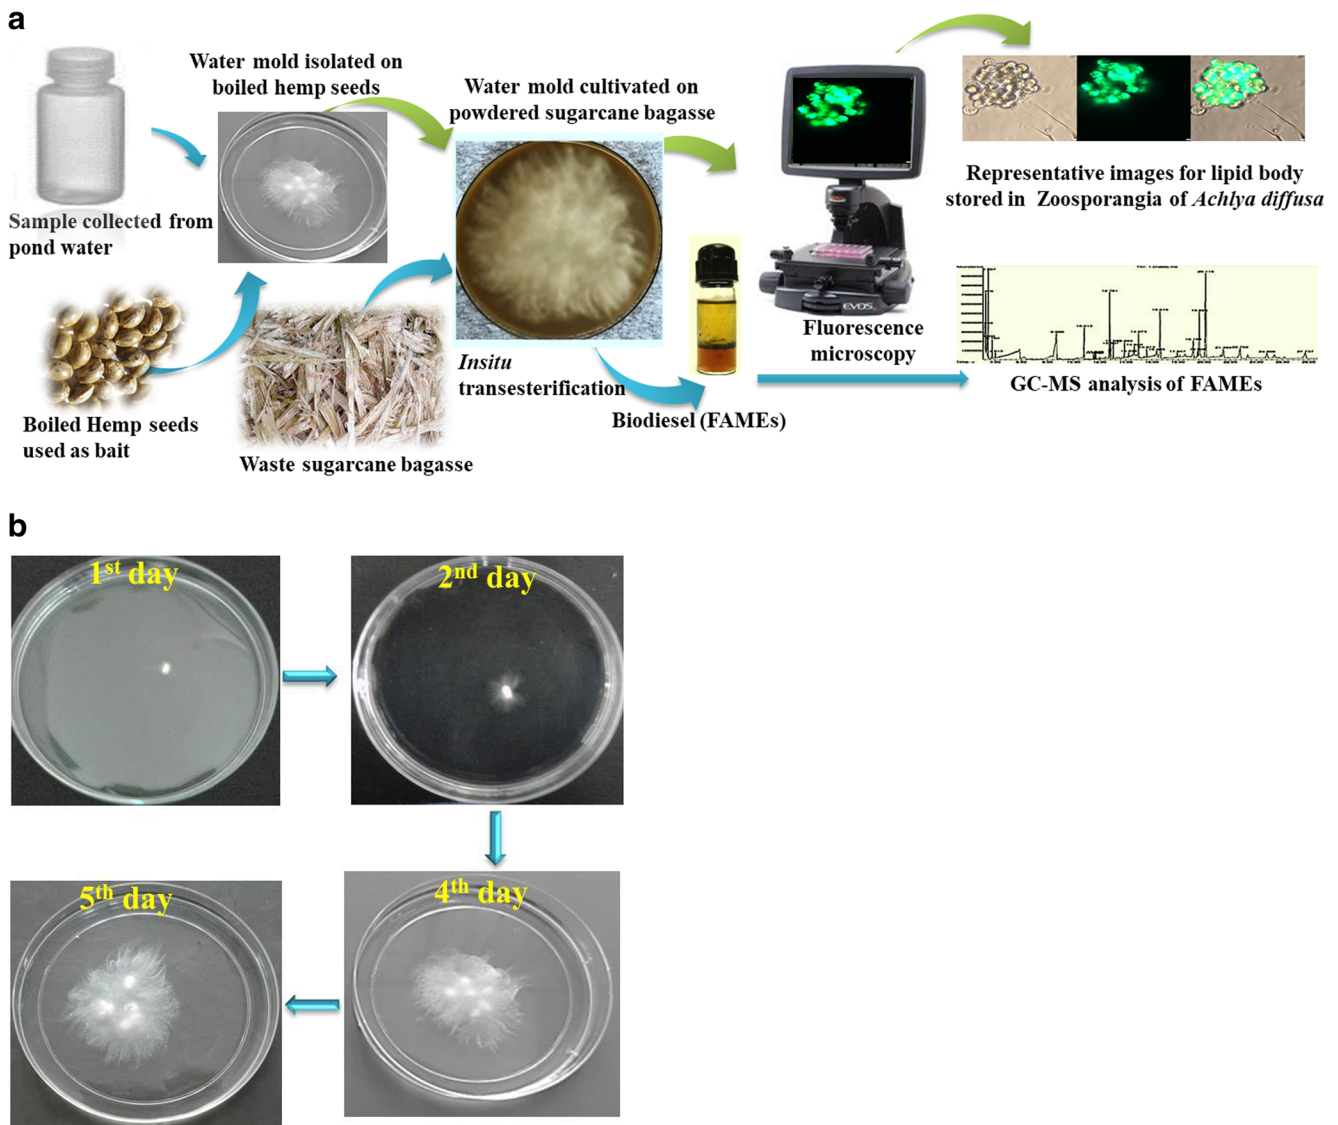 a
Water mold isolated on
boiled hemp seeds
Water mold cultivated on
powdered sugarcane bagasse
Sample collected from
pond water
Representative images for lipid body
stored in Zoosporangia of Achlya diffusa
EVOS
Fluorescence
microscopy
Insitu
transesterification
Biodiesel (FAMEs)
GC-MS analysis of FAMEs
Boiled Hemp seeds
used as bait
Waste sugarcane bagasse
b
1st day
2nd day
5th day
4th day